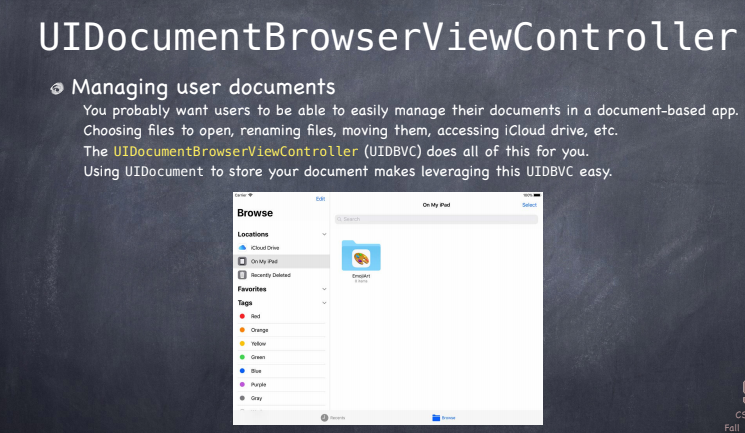 UIDocumentBrowserViewController
Managing user documents
You probably want users to be able to easily manage their documents in a document-based app.
Choosing files to open, renaming files, moving them, accessing iCloud drive, etc.
The UIDocumentBrowserViewController (UIDBVC) does all of this for you.
Using UIDocument to store your document makes leveraging this UIDBVC easy.
Carrier
100%
Edit
On My iPad
Select
Browse
Search
Locations
iCloud Drive
On My iPad
Recently Deleted
Favorites
Tags
Red
Orange
Yellow
Green
Blue
Purple
Gray
EmojiArt
Recents
Browse
CS
Fall